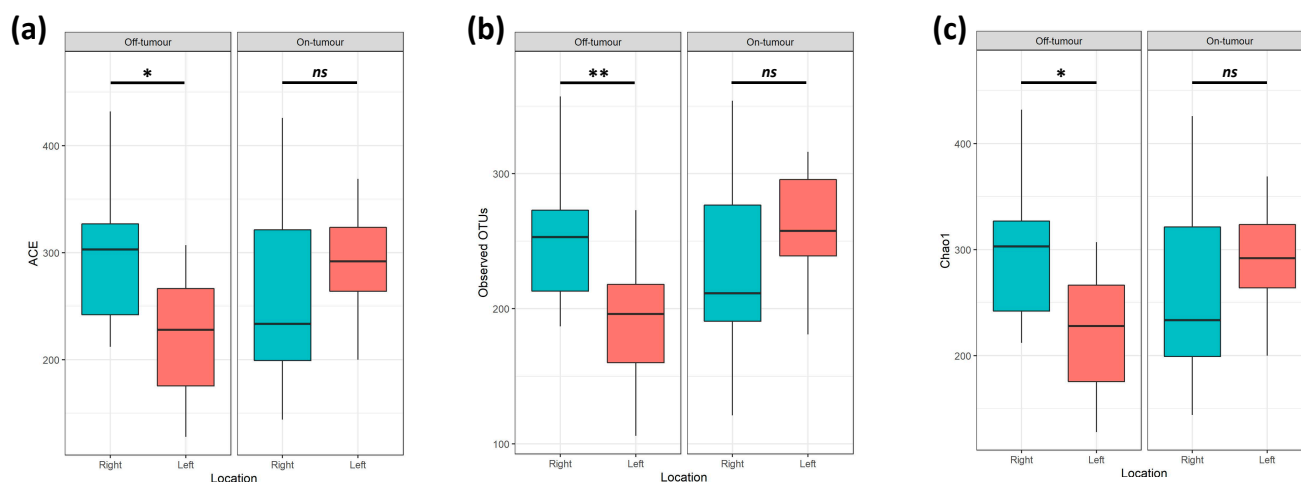 (a)
Off-tumour
On-tumour
*
ns
400
300
200
ACE
Right
Left
Right
Left
Location
(b)
Off-tumour
On-tumour
**
ns
300
200
100
Observed OTUs
Right
Left
Right
Left
Location
(c)
Off-tumour
On-tumour
*
ns
400
300
200
Chao1
Right
Left
Right
Left
Location